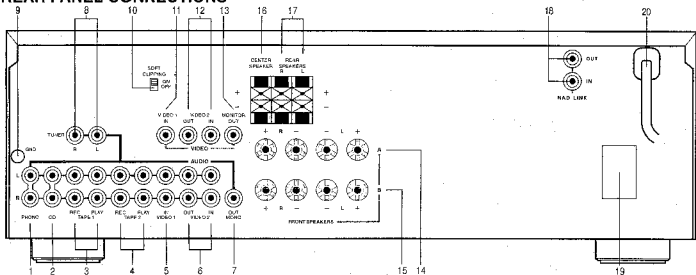 REAR PANEL CONNECTIONS
9 8 10 11 12 13 16 17 18 20
SOFT CLIPPING
ON
OFF
CENTER SPEAKER
REAR SPEAKERS
R L
+ +
- -
OUT
IN
NAD LINK
VIDEO 1 VIDEO 2 MONITOR
IN OUT IN OUT
VIDEO
TUNER
R L
GND
AUDIO
L
R
+ R - - L +
A
B
+ R - - L +
FRONT SPEAKERS
PHONO CD REC PLAY REC PLAY IN OUT IN OUT
TAPE 1 TAPE 2 VIDEO 1 VIDEO 2 MONO
1 2 3 4 5 6 7 15 14 19